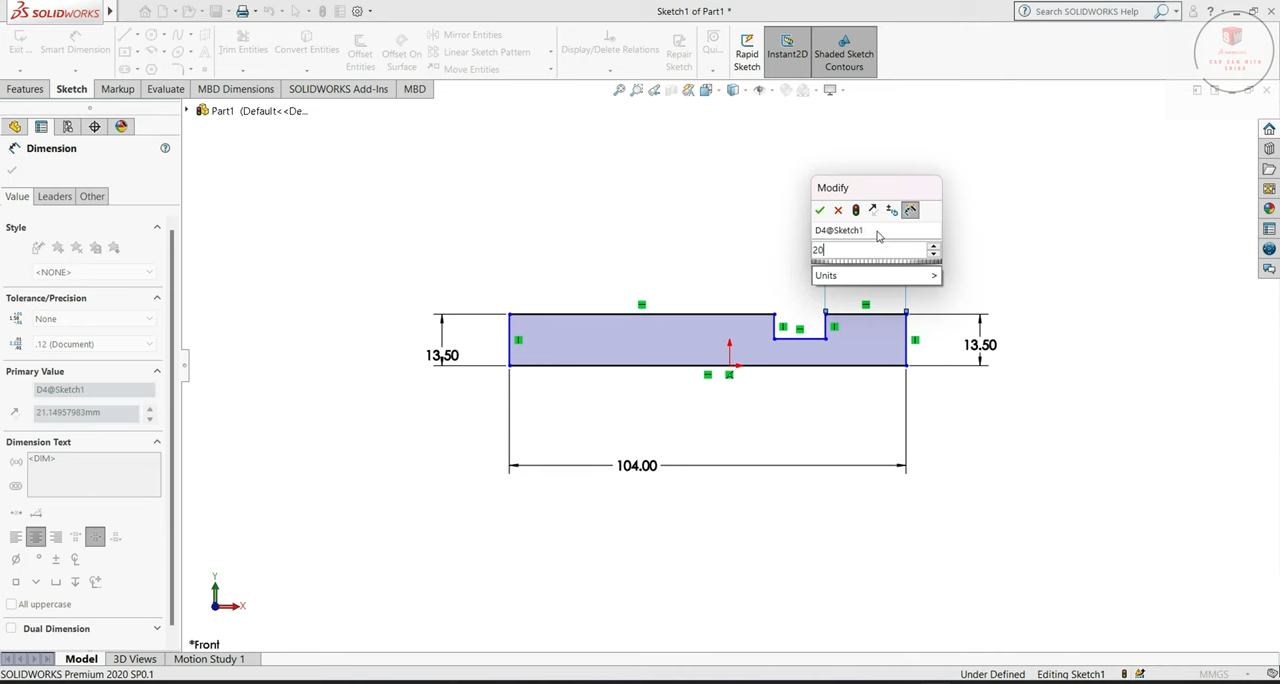 SOLIDWORKS
Sketch1 of Part1 *
Search SOLIDWORKS Help
Exit ...
Smart Dimension
Trim Entities
Convert Entities
Offset Entities
Offset On Surface
Mirror Entities
Linear Sketch Pattern
Move Entities
Display/Delete Relations
Repair Sketch
Qui...
Rapid Sketch
Instant2D
Shaded Sketch Contours
CAD CAM WITH
Features
Sketch
Markup
Evaluate
MBD Dimensions
SOLIDWORKS Add-Ins
MBD
Part1 (Default<<De...
Dimension
Value
Leaders
Other
Style
<NONE>
Tolerance/Precision
None
.12 (Document)
Primary Value
D4@Sketch1
21.14957983mm
Dimension Text
<DIM>
All uppercase
Dual Dimension
Modify
D4@Sketch1
20
Units >
13.50
13.50
104.00
Y
X
*Front
Model
3D Views
Motion Study 1
SOLIDWORKS Premium 2020 SP0.1
Under Defined
Editing Sketch1
MMGS